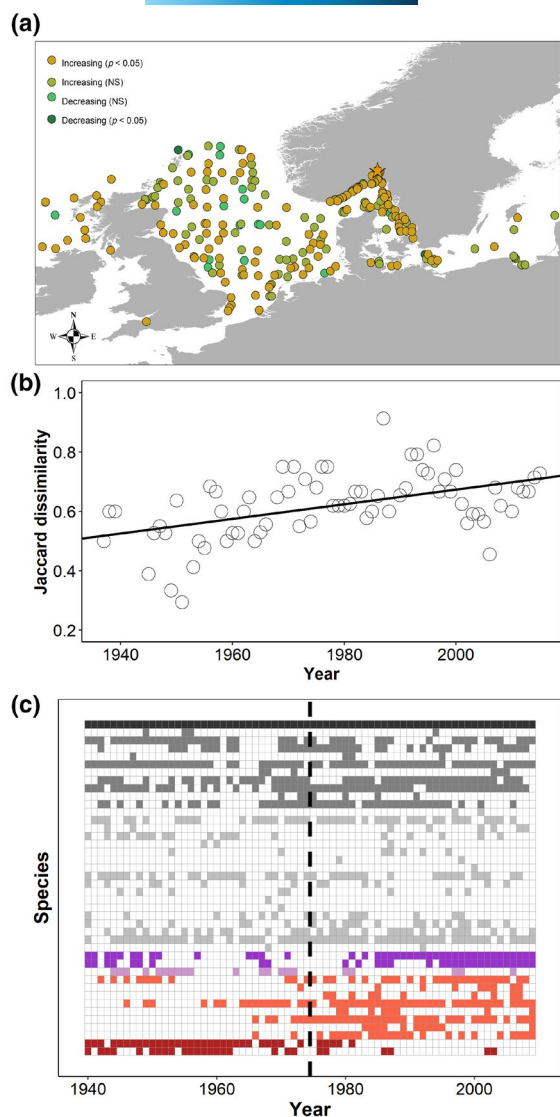 (a)
Increasing (p < 0.05)
Increasing (NS)
Decreasing (NS)
Decreasing (p < 0.05)
N
W E
S
(b)
1.0
0.8
0.6
0.4
0.2
Jaccard dissimilarity
1940 1960 1980 2000
Year
(c)
Species
1940 1960 1980 2000
Year